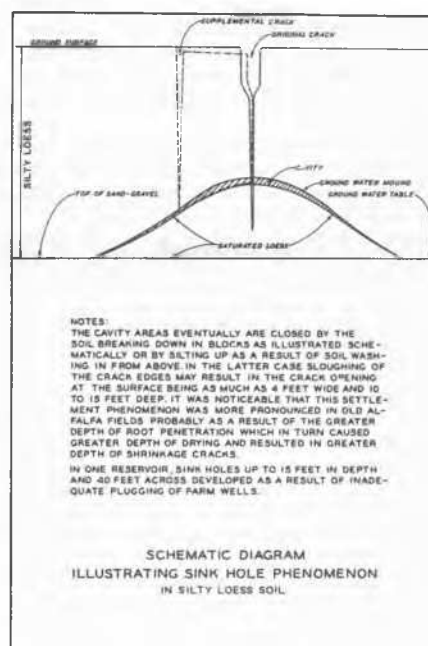 SUPPLEMENTAL CRACK
ORIGINAL CRACK
GROUND SURFACE
SILTY LOESS
CAVITY
GROUND WATER MOUND
GROUND WATER TABLE
TOP OF SAND-GRAVEL
SATURATED LOESS
NOTES:
THE CAVITY AREAS EVENTUALLY ARE CLOSED BY THE
SOIL BREAKING DOWN IN BLOCKS AS ILLUSTRATED SCHE-
MATICALLY OR BY SILTING UP AS A RESULT OF SOIL WASH-
ING IN FROM ABOVE. IN THE LATTER CASE SLOUGHING OF
THE CRACK EDGES MAY RESULT IN THE CRACK OPENING
AT THE SURFACE BEING AS MUCH AS 4 FEET WIDE AND 10
TO 15 FEET DEEP. IT WAS NOTICEABLE THAT THIS SETTLE-
MENT PHENOMENON WAS MORE PRONOUNCED IN OLD AL-
FALFA FIELDS PROBABLY AS A RESULT OF THE GREATER
DEPTH OF ROOT PENETRATION WHICH IN TURN CAUSED
GREATER DEPTH OF DRYING AND RESULTED IN GREATER
DEPTH OF SHRINKAGE CRACKS.
IN ONE RESERVOIR, SINK HOLES UP TO 15 FEET IN DEPTH
AND 40 FEET ACROSS DEVELOPED AS A RESULT OF INADE-
QUATE PLUGGING OF FARM WELLS.
SCHEMATIC DIAGRAM
ILLUSTRATING SINK HOLE PHENOMENON
IN SILTY LOESS SOIL